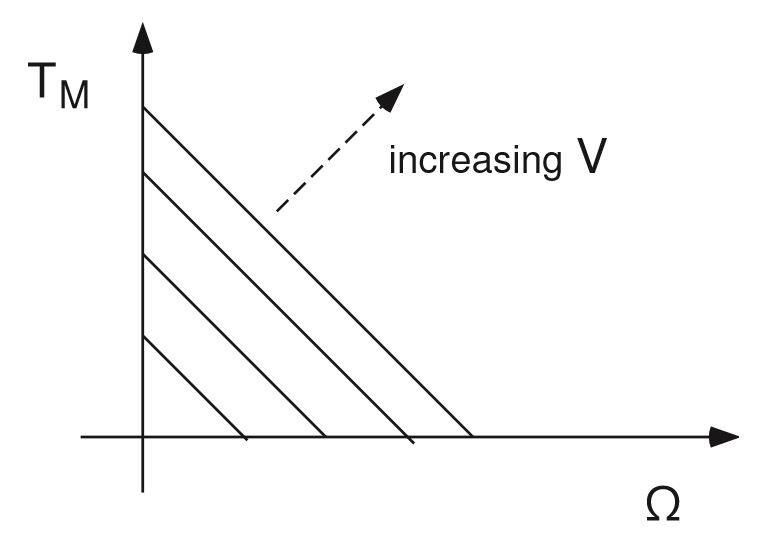 T_M
increasing V
Ω